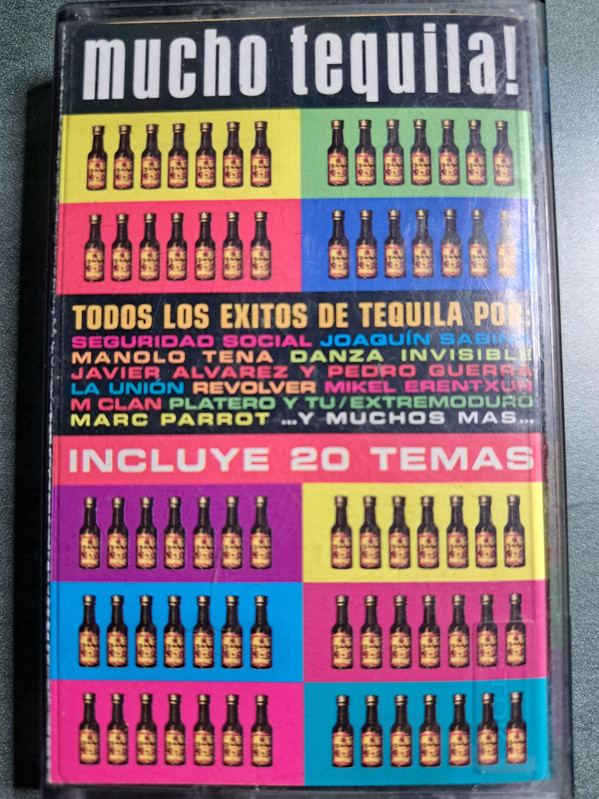 mucho tequila!
TODOS LOS EXITOS DE TEQUILA POR:
SEGURIDAD SOCIAL JOAQUÍN SABINA
MANOLO TENA DANZA INVISIBLE
JAVIER ALVAREZ Y PEDRO GUERRA
LA UNIÓN REVOLVER MIKEL ERENTXUN
M CLAN PLATERO Y TU/EXTREMODURO
MARC PARROT ...Y MUCHOS MAS...
INCLUYE 20 TEMAS